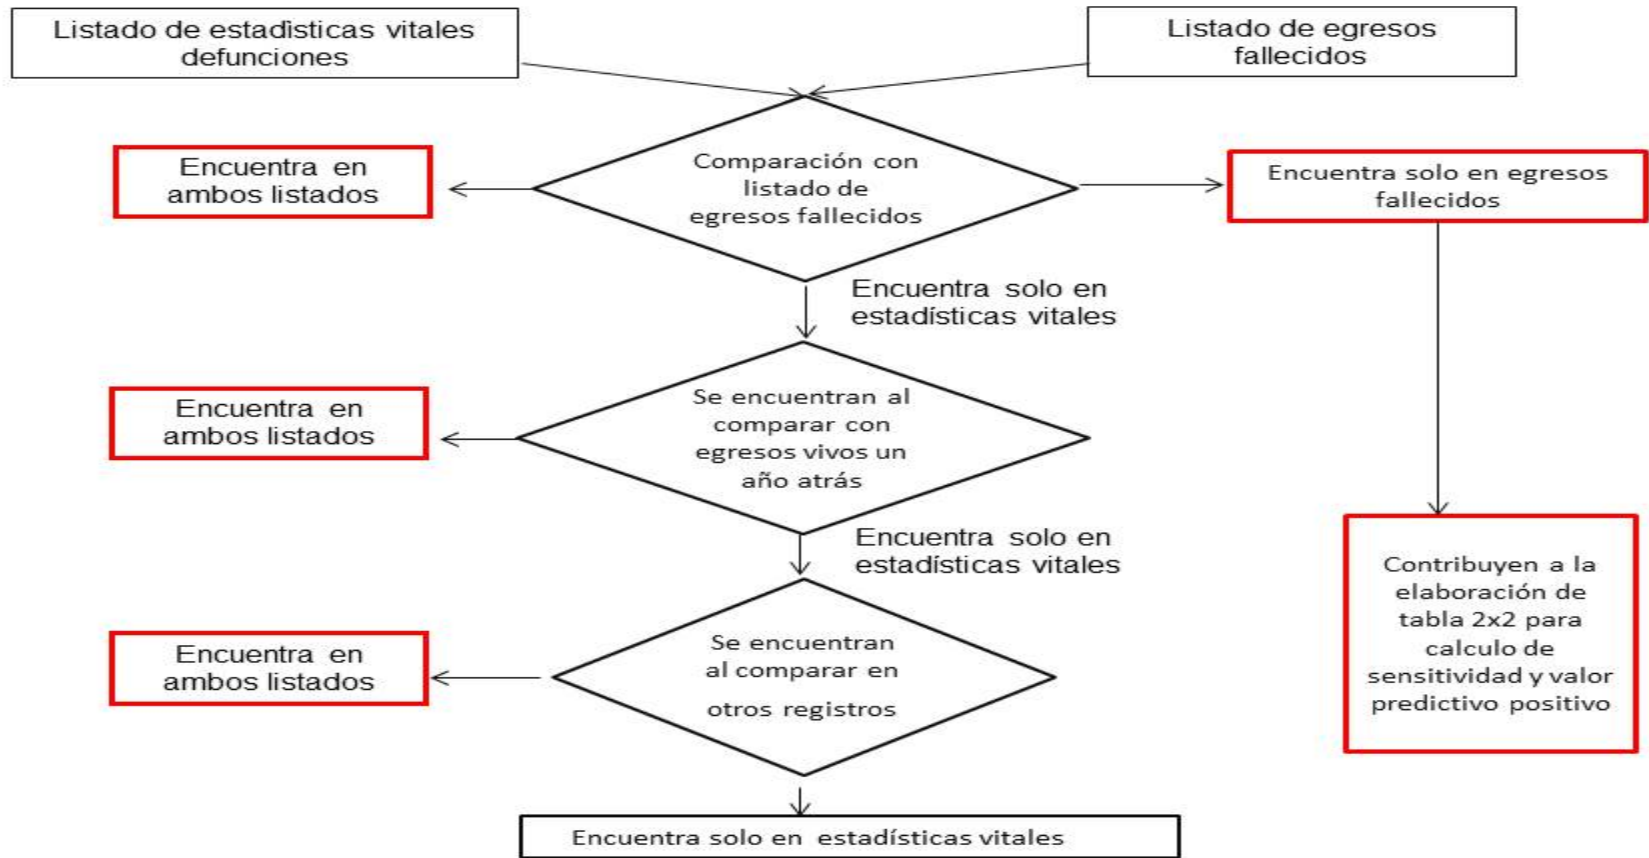 Listado de estadìsticas vitales
defunciones
Listado de egresos
fallecidos
Comparación con
listado de
egresos fallecidos
Encuentra en
ambos listados
Encuentra solo en egresos
fallecidos
Encuentra solo en
estadísticas vitales
Se encuentran al
comparar con
egresos vivos un
año atrás
Encuentra en
ambos listados
Encuentra solo en
estadísticas vitales
Contribuyen a la
elaboración de
tabla 2x2 para
calculo de
sensitividad y valor
predictivo positivo
Se encuentran
al comparar en
otros registros
Encuentra en
ambos listados
Encuentra solo en estadísticas vitales